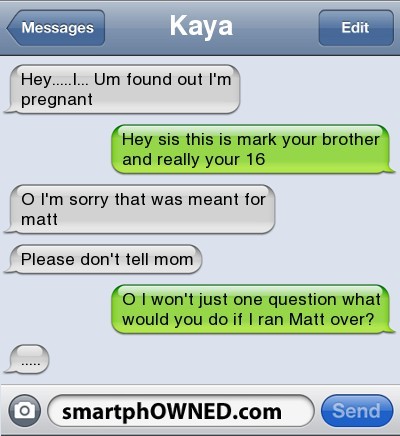 Messages
Kaya
Edit
Hey.....I... Um found out I'm
pregnant
Hey sis this is mark your brother
and really your 16
O I'm sorry that was meant for
matt
Please don't tell mom
O I won't just one question what
would you do if I ran Matt over?
.....
smartphOWNED.com
Send